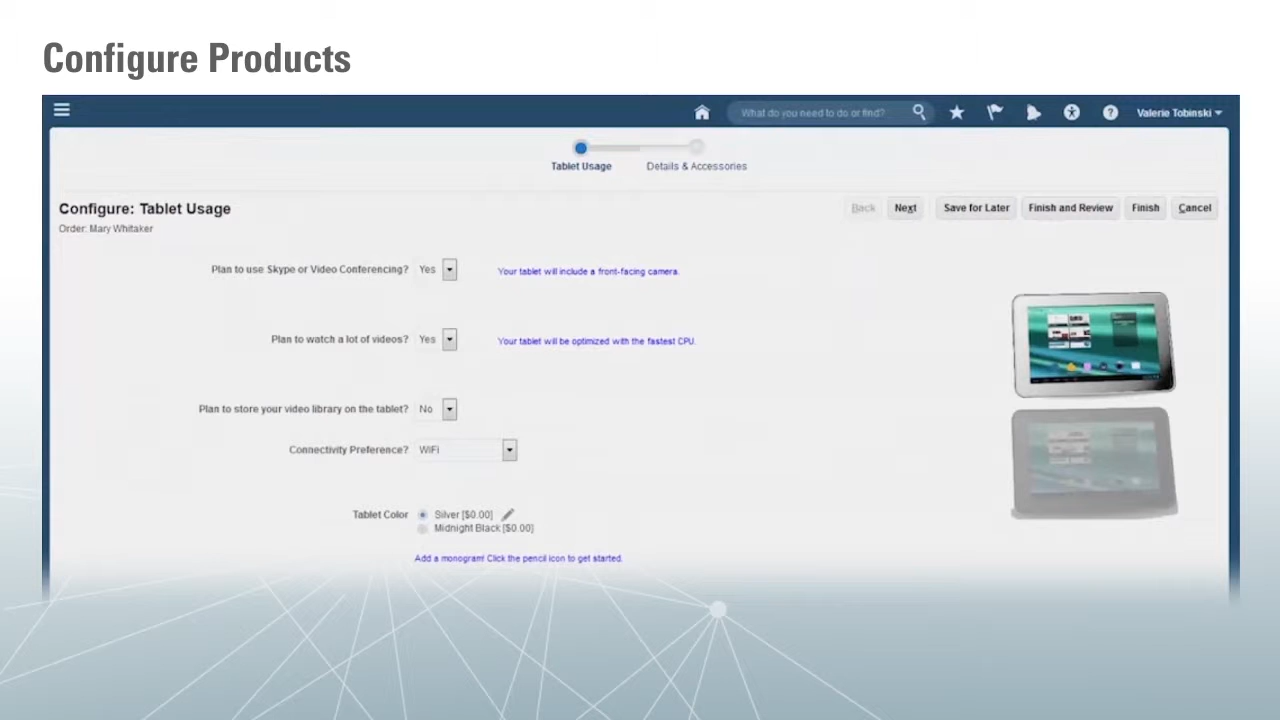 Configure Products
What do you need to do or find?
Valerie Tobinski
Tablet Usage
Details & Accessories
Configure: Tablet Usage
Back
Next
Save for Later
Finish and Review
Finish
Cancel
Order: Mary Whitaker
Plan to use Skype or Video Conferencing? Yes
Your tablet will include a front-facing camera.
Plan to watch a lot of videos? Yes
Your tablet will be optimized with the fastest CPU.
Plan to store your video library on the tablet? No
Connectivity Preference? WiFi
Tablet Color Silver [$0.00]
Midnight Black [$0.00]
Add a monogram! Click the pencil icon to get started.